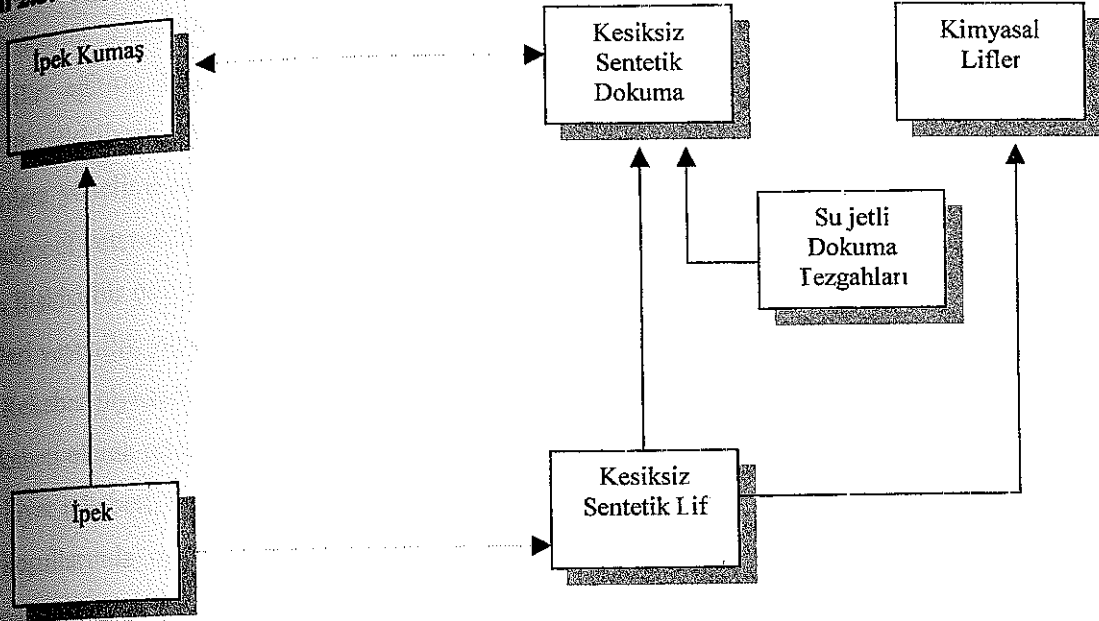 İpek Kumaş
Kesiksiz
Sentetik
Dokuma
Kimyasal
Lifler
Su jetli
Dokuma
Tezgahları
Kesiksiz
Sentetik Lif
İpek